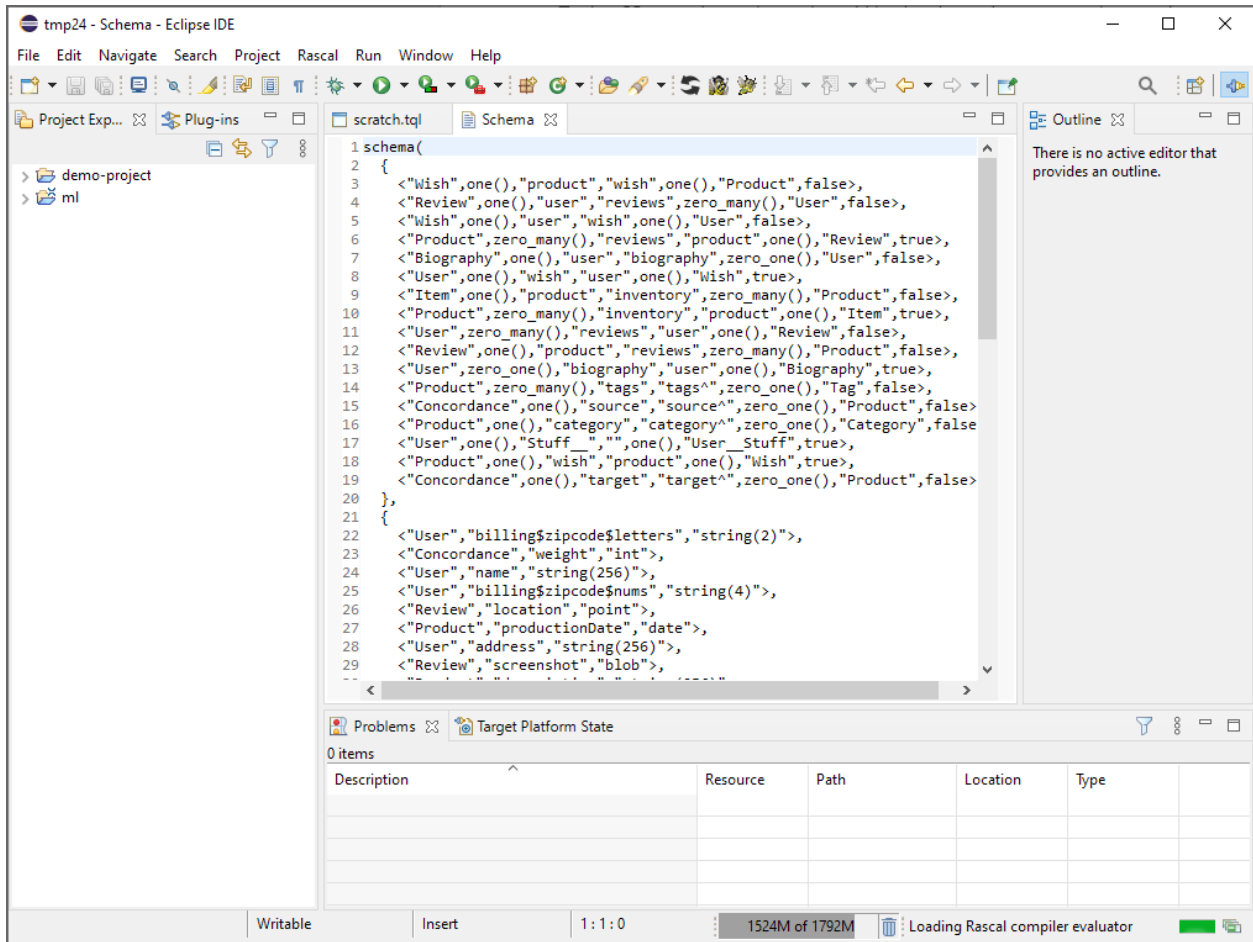 tmp24 - Schema - Eclipse IDE
File Edit Navigate Search Project Rascal Run Window Help
Project Exp... Plug-ins
demo-project
ml
scratch.tql Schema
1 schema(
2 {
3 <"Wish",one(),"product","wish",one(),"Product",false>,
4 <"Review",one(),"user","reviews",zero_many(),"User",false>,
5 <"Wish",one(),"user","wish",one(),"User",false>,
6 <"Product",zero_many(),"reviews","product",one(),"Review",true>,
7 <"Biography",one(),"user","biography",zero_one(),"User",false>,
8 <"User",one(),"wish","user",one(),"Wish",true>,
9 <"Item",one(),"product","inventory",zero_many(),"Product",false>,
10 <"Product",zero_many(),"inventory","product",one(),"Item",true>,
11 <"User",zero_many(),"reviews","user",one(),"Review",false>,
12 <"Review",one(),"product","reviews",zero_many(),"Product",false>,
13 <"User",zero_one(),"biography","user",one(),"Biography",true>,
14 <"Product",zero_many(),"tags","tags^",zero_one(),"Tag",false>,
15 <"Concordance",one(),"source","source^",zero_one(),"Product",false>
16 <"Product",one(),"category","category^",zero_one(),"Category",false
17 <"User",one(),"Stuff__","",one(),"User__Stuff",true>,
18 <"Product",one(),"wish","product",one(),"Wish",true>,
19 <"Concordance",one(),"target","target^",zero_one(),"Product",false>
20 },
21 {
22 <"User","billing$zipcode$letters","string(2)">,
23 <"Concordance","weight","int">,
24 <"User","name","string(256)">,
25 <"User","billing$zipcode$nums","string(4)">,
26 <"Review","location","point">,
27 <"Product","productionDate","date">,
28 <"User","address","string(256)">,
29 <"Review","screenshot","blob">,
Outline
There is no active editor that
provides an outline.
Problems Target Platform State
0 items
Description Resource Path Location Type
Writable Insert 1 : 1 : 0 1524M of 1792M Loading Rascal compiler evaluator